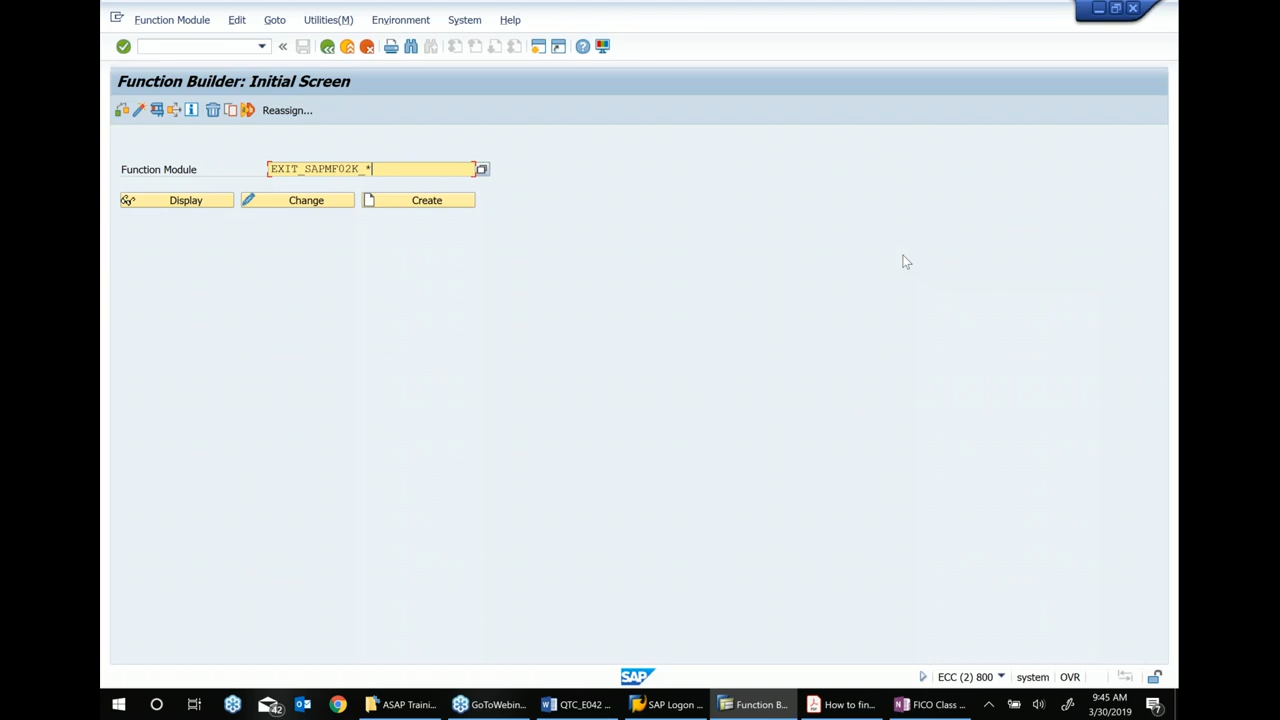 Function Module Edit Goto Utilities(M) Environment System Help
Function Builder: Initial Screen
Reassign...
Function Module EXIT_SAPMF02K_*
Display Change Create
SAP
ECC (2) 800 system OVR
ASAP Traini... GoToWebin... QTC_E042 ... SAP Logon ... Function B... How to fin... FICO Class ...
42
9:45 AM
3/30/2019
7